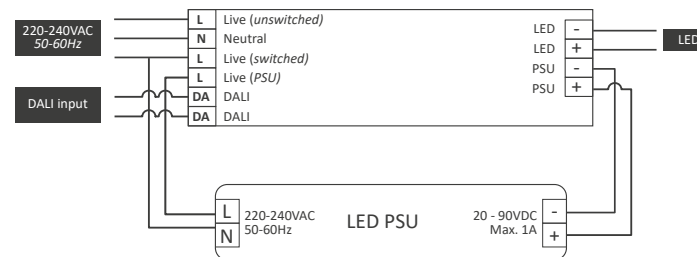 220-240VAC
50-60Hz
DALI input
L Live (unswitched)
N Neutral
L Live (switched)
L Live (PSU)
DA DALI
DA DALI
LED -
LED +
PSU -
PSU +
LED
L
N
220-240VAC
50-60Hz
LED PSU
20 - 90VDC
Max. 1A
-
+